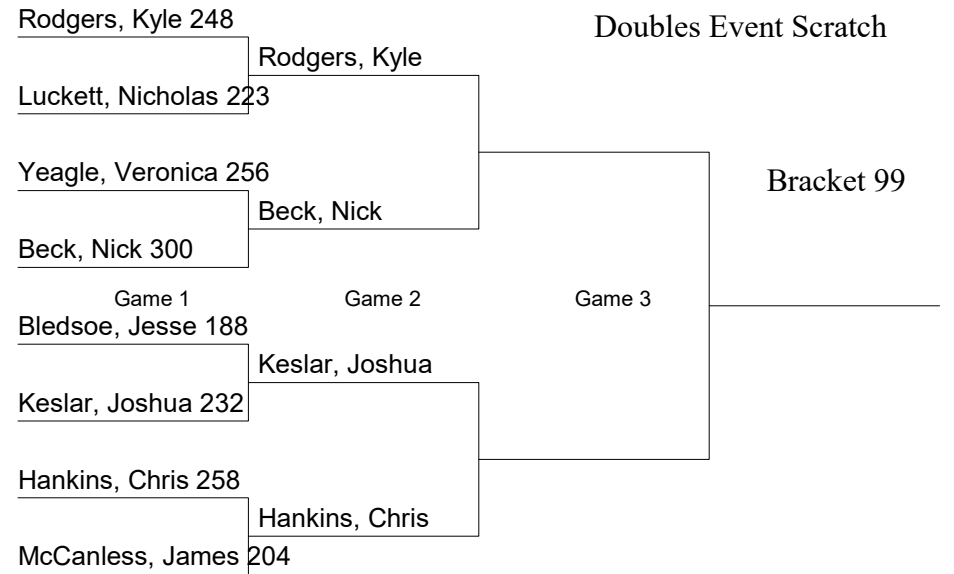 Rodgers, Kyle 248
Doubles Event Scratch
Rodgers, Kyle
Luckett, Nicholas 223
Yeagle, Veronica 256
Bracket 99
Beck, Nick
Beck, Nick 300
Game 1
Game 2
Game 3
Bledsoe, Jesse 188
Keslar, Joshua
Keslar, Joshua 232
Hankins, Chris 258
Hankins, Chris
McCanless, James 204